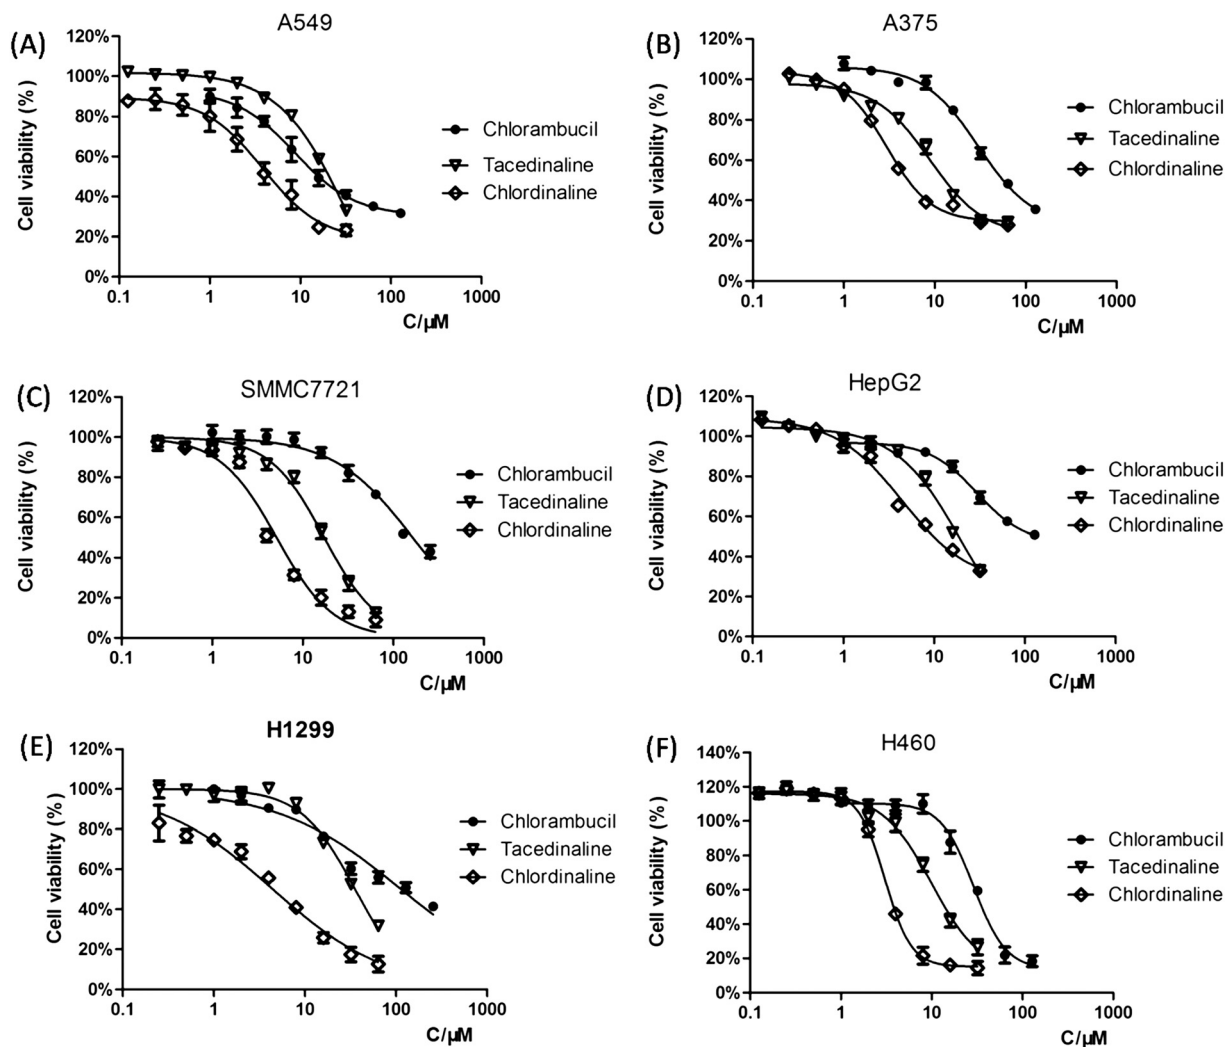 (A)
A549
120%
100%
80%
60%
40%
20%
0%
Cell viability (%)
0.1
1
10
100
1000
C/µM
Chlorambucil
Tacedinaline
Chlordinaline
(B)
A375
120%
100%
80%
60%
40%
20%
0%
Cell viability (%)
0.1
1
10
100
1000
C/µM
Chlorambucil
Tacedinaline
Chlordinaline
(C)
SMMC7721
120%
100%
80%
60%
40%
20%
0%
Cell viability (%)
0.1
1
10
100
1000
C/µM
Chlorambucil
Tacedinaline
Chlordinaline
(D)
HepG2
120%
100%
80%
60%
40%
20%
0%
Cell viability (%)
0.1
1
10
100
1000
C/µM
Chlorambucil
Tacedinaline
Chlordinaline
(E)
H1299
120%
100%
80%
60%
40%
20%
0%
Cell viability (%)
0.1
1
10
100
1000
C/µM
Chlorambucil
Tacedinaline
Chlordinaline
(F)
H460
140%
120%
100%
80%
60%
40%
20%
0%
Cell viability (%)
0.1
1
10
100
1000
C/µM
Chlorambucil
Tacedinaline
Chlordinaline